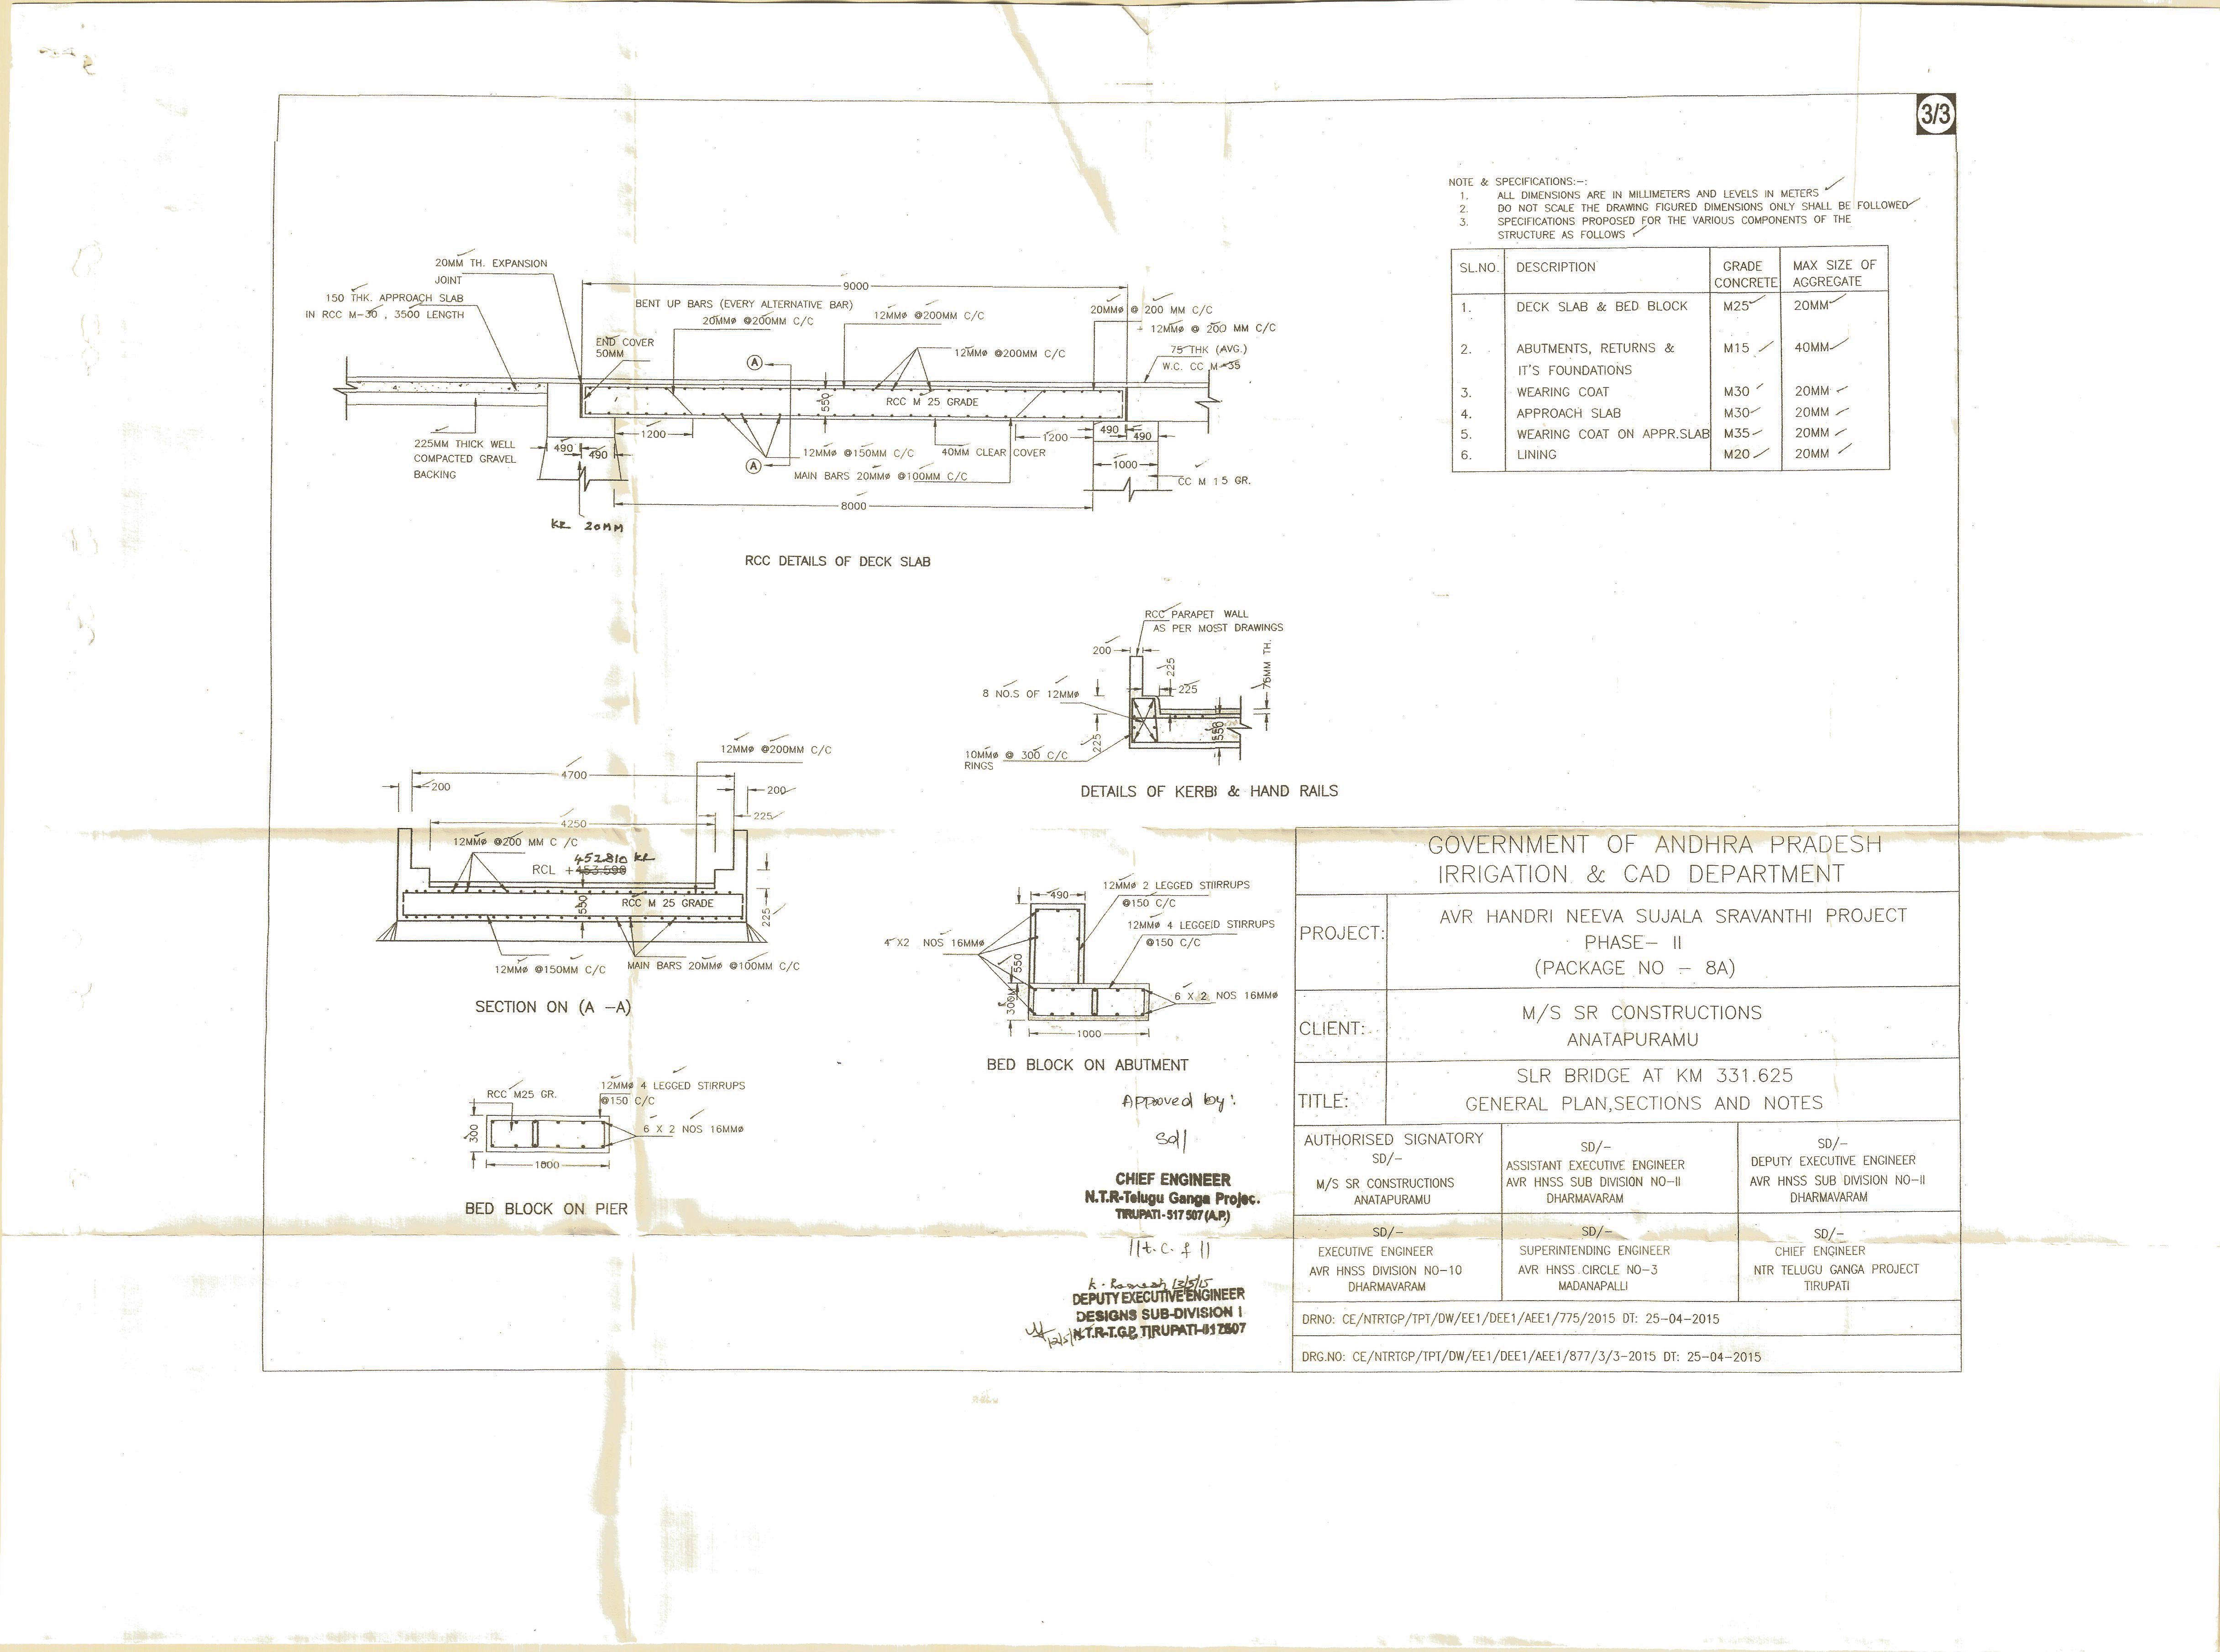 3/3
NOTE & SPECIFICATIONS:-:
1. ALL DIMENSIONS ARE IN MILLIMETERS AND LEVELS IN METERS
2. DO NOT SCALE THE DRAWING FIGURED DIMENSIONS ONLY SHALL BE FOLLOWED
3. SPECIFICATIONS PROPOSED FOR THE VARIOUS COMPONENTS OF THE
STRUCTURE AS FOLLOWS
SL.NO. DESCRIPTION GRADE CONCRETE MAX SIZE OF AGGREGATE
1. DECK SLAB & BED BLOCK M25 20MM
2. ABUTMENTS, RETURNS & M15 40MM
IT'S FOUNDATIONS
3. WEARING COAT M30 20MM
4. APPROACH SLAB M30 20MM
5. WEARING COAT ON APPR.SLAB M35 20MM
6. LINING M20 20MM
20MM TH. EXPANSION
JOINT
150 THK. APPROACH SLAB
IN RCC M-30 , 3500 LENGTH
9000
BENT UP BARS (EVERY ALTERNATIVE BAR)
20MMø @200MM C/C
12MMø @200MM C/C
20MMø @ 200 MM C/C
12MMø @ 200 MM C/C
END COVER
50MM
A
12MMø @200MM C/C
75 THK (AVG.)
W.C. CC M-35
550
RCC M 25 GRADE
225MM THICK WELL
COMPACTED GRAVEL
BACKING
490
490
1200
A
12MMø @150MM C/C
40MM CLEAR COVER
MAIN BARS 20MMø @100MM C/C
1200
490
490
1000
CC M 15 GR.
8000
KR 20MM
RCC DETAILS OF DECK SLAB
RCC PARAPET WALL
AS PER MOST DRAWINGS
200
225
225
75MM TH.
8 NO.S OF 12MMø
225
550
10MMø @ 300 C/C
RINGS
DETAILS OF KERBI & HAND RAILS
12MMø @200MM C/C
4700
200
200
225
4250
12MMø @200 MM C /C
452.810 KR
RCL +453.590
550
RCC M 25 GRADE
225
12MMø @150MM C/C
MAIN BARS 20MMø @100MM C/C
SECTION ON (A -A)
490
12MMø 2 LEGGED STIIRRUPS
@150 C/C
12MMø 4 LEGGEID STIRRUPS
@150 C/C
4 X2 NOS 16MMø
550
300
6 X 2 NOS 16MMø
1000
BED BLOCK ON ABUTMENT
RCC M25 GR.
12MMø 4 LEGGED STIRRUPS
@150 C/C
300
6 X 2 NOS 16MMø
1000
BED BLOCK ON PIER
Approved by:
Sd/
CHIEF ENGINEER
N.T.R-Telugu Ganga Projec.
TIRUPATI-517 507 (A.P.)
||t.c.f||
K. Ramesh 13/5/15
DEPUTY EXECUTIVE ENGINEER
DESIGNS SUB-DIVISION I
N.T.R-T.G.P. TIRUPATI-517507
GOVERNMENT OF ANDHRA PRADESH
IRRIGATION & CAD DEPARTMENT
PROJECT: AVR HANDRI NEEVA SUJALA SRAVANTHI PROJECT
PHASE- II
(PACKAGE NO - 8A)
CLIENT: M/S SR CONSTRUCTIONS
ANATAPURAMU
TITLE: SLR BRIDGE AT KM 331.625
GENERAL PLAN,SECTIONS AND NOTES
AUTHORISED SIGNATORY
SD/-
M/S SR CONSTRUCTIONS
ANATAPURAMU
SD/-
ASSISTANT EXECUTIVE ENGINEER
AVR HNSS SUB DIVISION NO-II
DHARMAVARAM
SD/-
DEPUTY EXECUTIVE ENGINEER
AVR HNSS SUB DIVISION NO-II
DHARMAVARAM
SD/-
EXECUTIVE ENGINEER
AVR HNSS DIVISION NO-10
DHARMAVARAM
SD/-
SUPERINTENDING ENGINEER
AVR HNSS CIRCLE NO-3
MADANAPALLI
SD/-
CHIEF ENGINEER
NTR TELUGU GANGA PROJECT
TIRUPATI
DRNO: CE/NTRTGP/TPT/DW/EE1/DEE1/AEE1/775/2015 DT: 25-04-2015
DRG.NO: CE/NTRTGP/TPT/DW/EE1/DEE1/AEE1/877/3/3-2015 DT: 25-04-2015